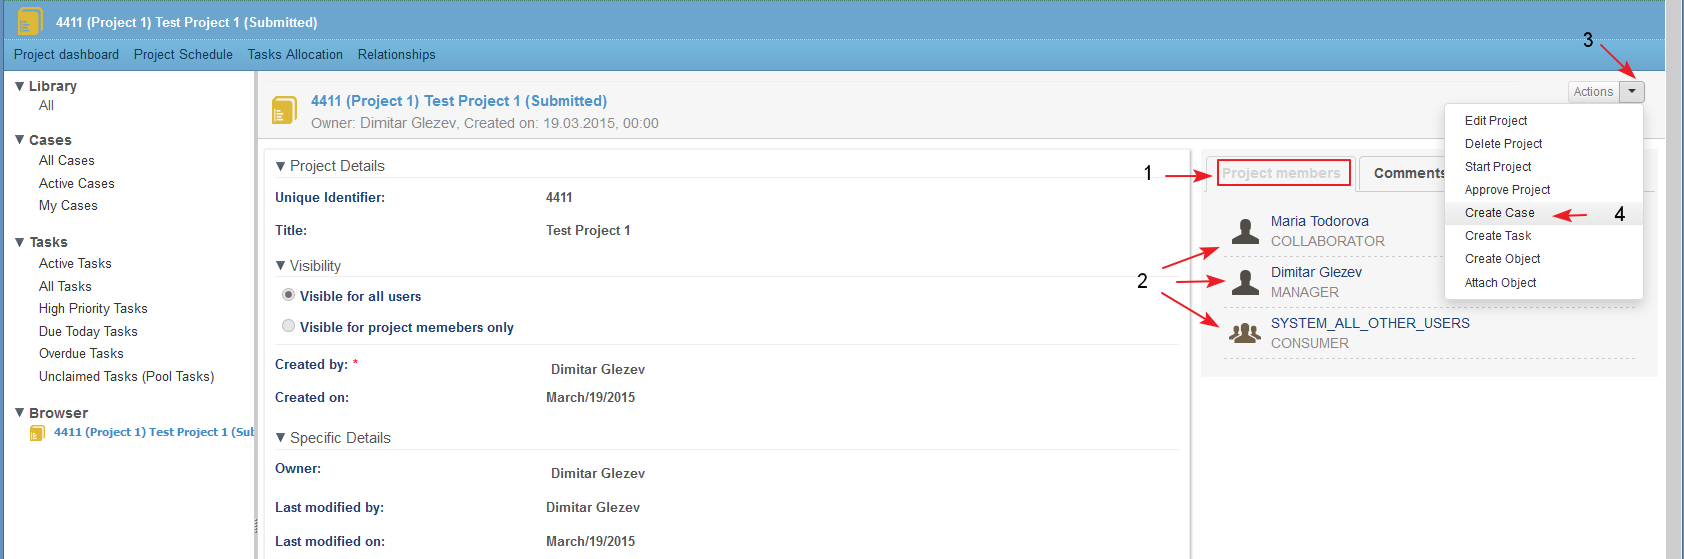 4411 (Project 1) Test Project 1 (Submitted)
Project dashboard Project Schedule Tasks Allocation Relationships
Library
All
Cases
All Cases
Active Cases
My Cases
Tasks
Active Tasks
All Tasks
High Priority Tasks
Due Today Tasks
Overdue Tasks
Unclaimed Tasks (Pool Tasks)
Browser
4411 (Project 1) Test Project 1 (Sub
4411 (Project 1) Test Project 1 (Submitted)
Owner: Dimitar Glezev, Created on: 19.03.2015, 00:00
Project Details
Unique Identifier: 4411
Title: Test Project 1
Visibility
Visible for all users
Visible for project memebers only
Created by: * Dimitar Glezev
Created on: March/19/2015
Specific Details
Owner: Dimitar Glezev
Last modified by: Dimitar Glezev
Last modified on: March/19/2015
3
Actions
Edit Project
Delete Project
Start Project
Approve Project
Create Case 4
Create Task
Create Object
Attach Object
1 Project members Comments
2
Maria Todorova
COLLABORATOR
Dimitar Glezev
MANAGER
SYSTEM_ALL_OTHER_USERS
CONSUMER